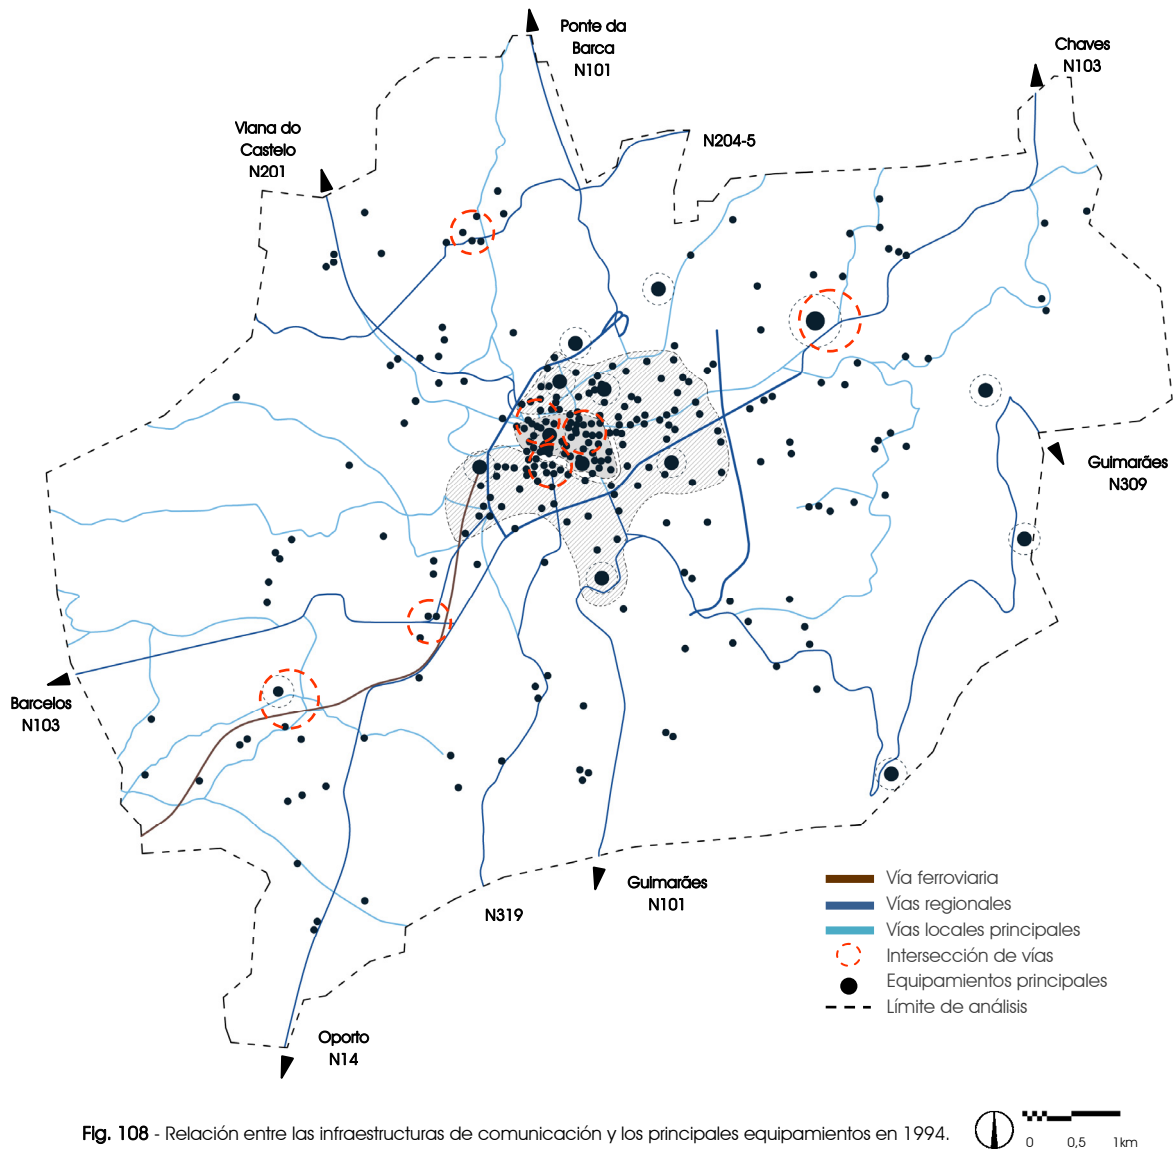 Ponte da
Barca
N101
Chaves
N103
Viana do
Castelo
N201
N204-5
Guimarães
N309
Barcelos
N103
Guimarães
N101
N319
Oporto
N14
Vía ferroviaria
Vías regionales
Vías locales principales
Intersección de vías
Equipamientos principales
Límite de análisis
Fig. 108 - Relación entre las infraestructuras de comunicación y los principales equipamientos en 1994.
0 0,5 1km